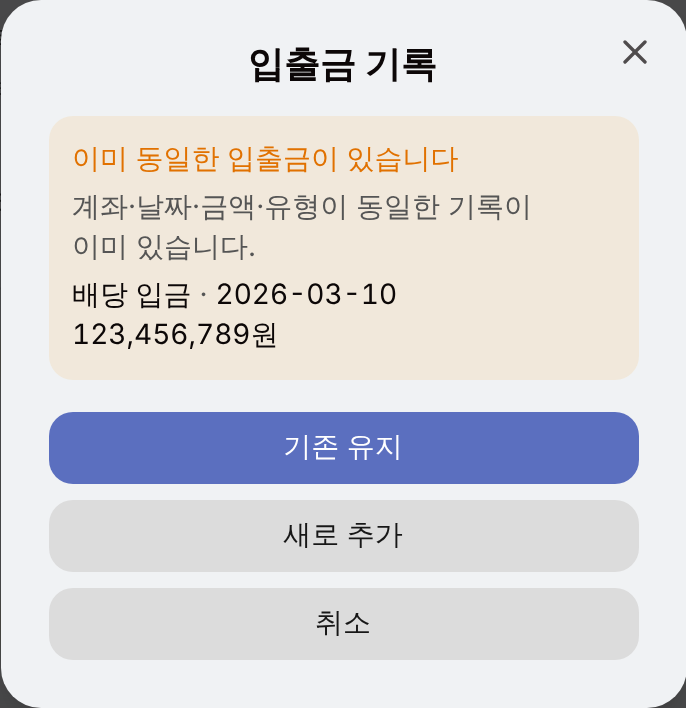 입출금 기록
이미 동일한 입출금이 있습니다
계좌·날짜·금액·유형이 동일한 기록이
이미 있습니다.
배당 입금 · 2026-03-10
123,456,789원
기존 유지
새로 추가
취소